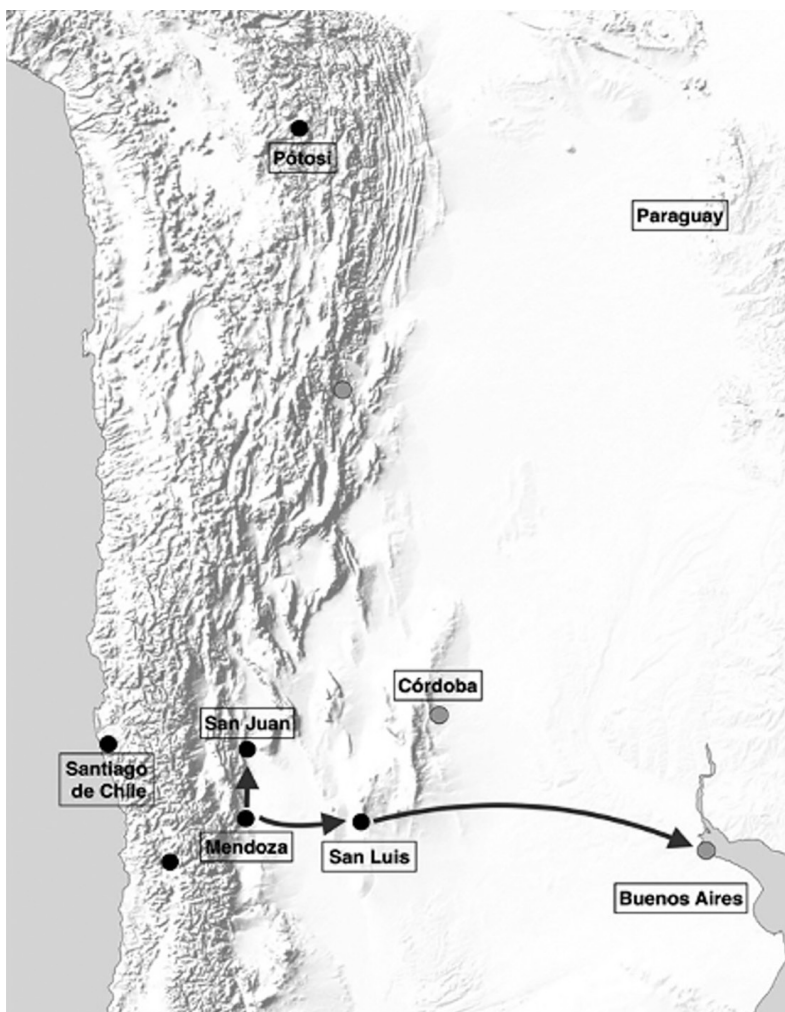 Pótosi
Paraguay
Córdoba
San Juan
Santiago
de Chile
Mendoza
San Luis
Buenos Aires